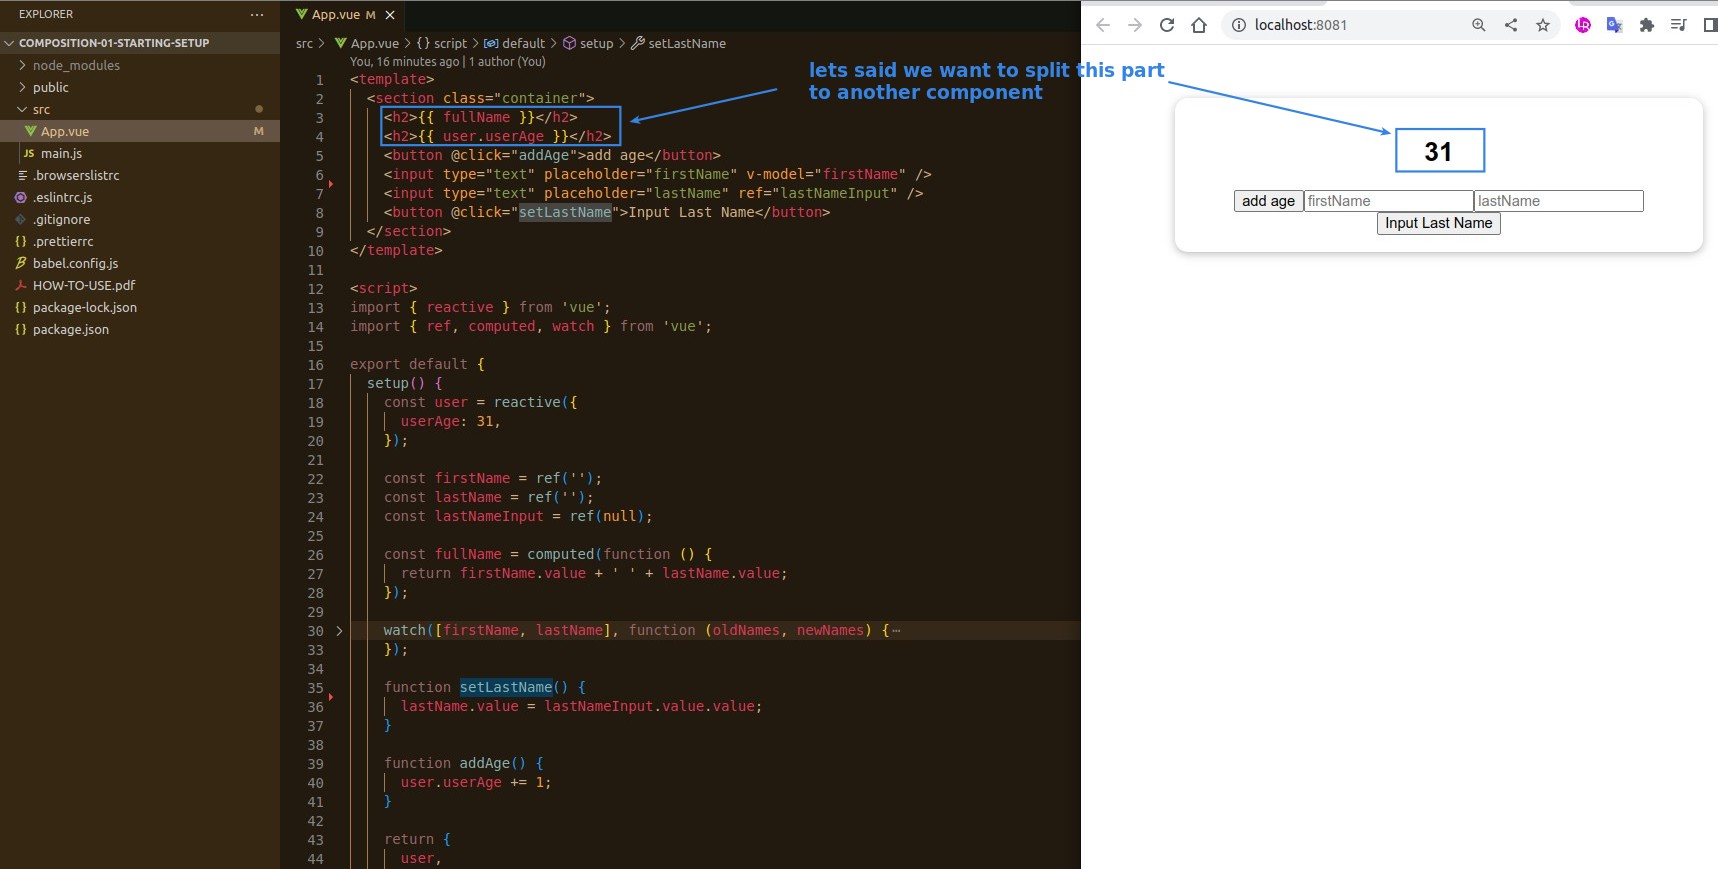 EXPLORER
COMPOSITION-01-STARTING-SETUP
node_modules
public
src
App.vue M
JS main.js
.browserslistrc
.eslintrc.js
.gitignore
{} .prettierrc
babel.config.js
HOW-TO-USE.pdf
{} package-lock.json
{} package.json
App.vue M ×
src > App.vue > {} script > default > setup > setLastName
You, 16 minutes ago | 1 author (You)
1 <template>
2 <section class="container">
3 <h2>{{ fullName }}</h2>
4 <h2>{{ user.userAge }}</h2>
5 <button @click="addAge">add age</button>
6 <input type="text" placeholder="firstName" v-model="firstName" />
7 <input type="text" placeholder="lastName" ref="lastNameInput" />
8 <button @click="setLastName">Input Last Name</button>
9 </section>
10 </template>
11
12 <script>
13 import { reactive } from 'vue';
14 import { ref, computed, watch } from 'vue';
15
16 export default {
17 setup() {
18 const user = reactive({
19 userAge: 31,
20 });
21
22 const firstName = ref('');
23 const lastName = ref('');
24 const lastNameInput = ref(null);
25
26 const fullName = computed(function () {
27 return firstName.value + ' ' + lastName.value;
28 });
29
30 watch([firstName, lastName], function (oldNames, newNames) {⋯
33 });
34
35 function setLastName() {
36 lastName.value = lastNameInput.value.value;
37 }
38
39 function addAge() {
40 user.userAge += 1;
41 }
42
43 return {
44 user,
lets said we want to split this part
to another component
localhost:8081
LR
31
add age firstName lastName
Input Last Name